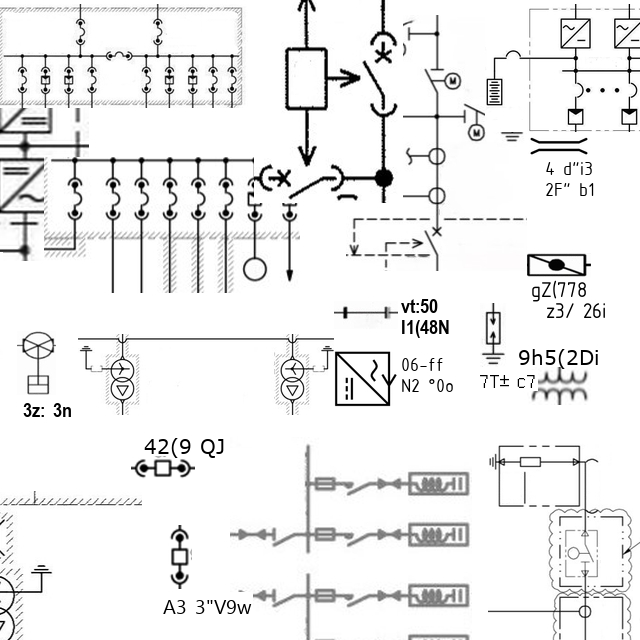 4 d"i3
2F" b1
gZ(778
z3/ 26i
vt:50
I1(48N
9h5(2Di
06-ff
N2 °0o
7T± c7
3z: 3n
42(9 QJ
A3 3"V9w
M
M